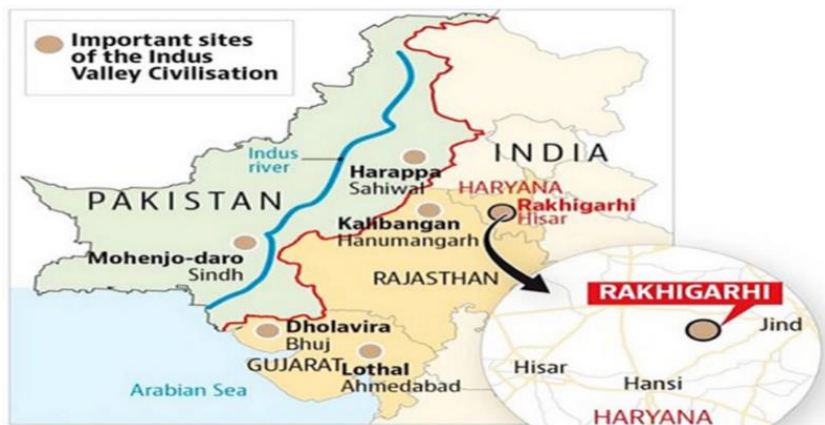 Important sites
of the Indus
Valley Civilisation
Indus
river
PAKISTAN
INDIA
Harappa
Sahiwal
HARYANA
Rakhigarhi
Hisar
Kalibangan
Hanumangarh
Mohenjo-daro
Sindh
RAJASTHAN
RAKHIGARHI
Jind
Dholavira
Bhuj
GUJARAT
Lothal
Ahmedabad
Arabian Sea
Hisar
Hansi
HARYANA